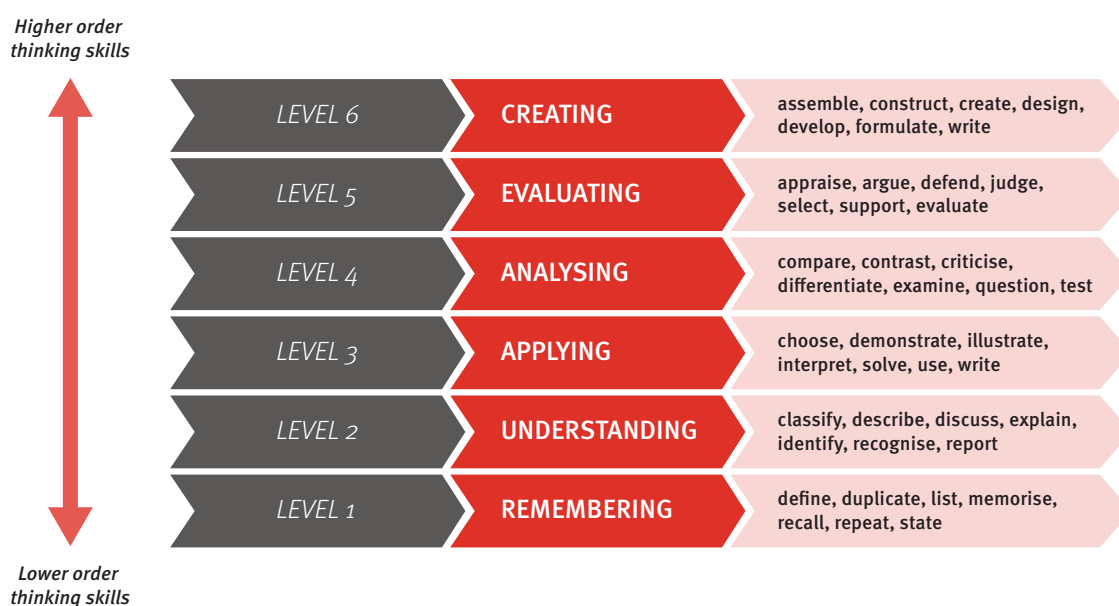 Higher order
thinking skills
LEVEL 6
CREATING
assemble, construct, create, design,
develop, formulate, write
LEVEL 5
EVALUATING
appraise, argue, defend, judge,
select, support, evaluate
LEVEL 4
ANALYSING
compare, contrast, criticise,
differentiate, examine, question, test
LEVEL 3
APPLYING
choose, demonstrate, illustrate,
interpret, solve, use, write
LEVEL 2
UNDERSTANDING
classify, describe, discuss, explain,
identify, recognise, report
LEVEL 1
REMEMBERING
define, duplicate, list, memorise,
recall, repeat, state
Lower order
thinking skills